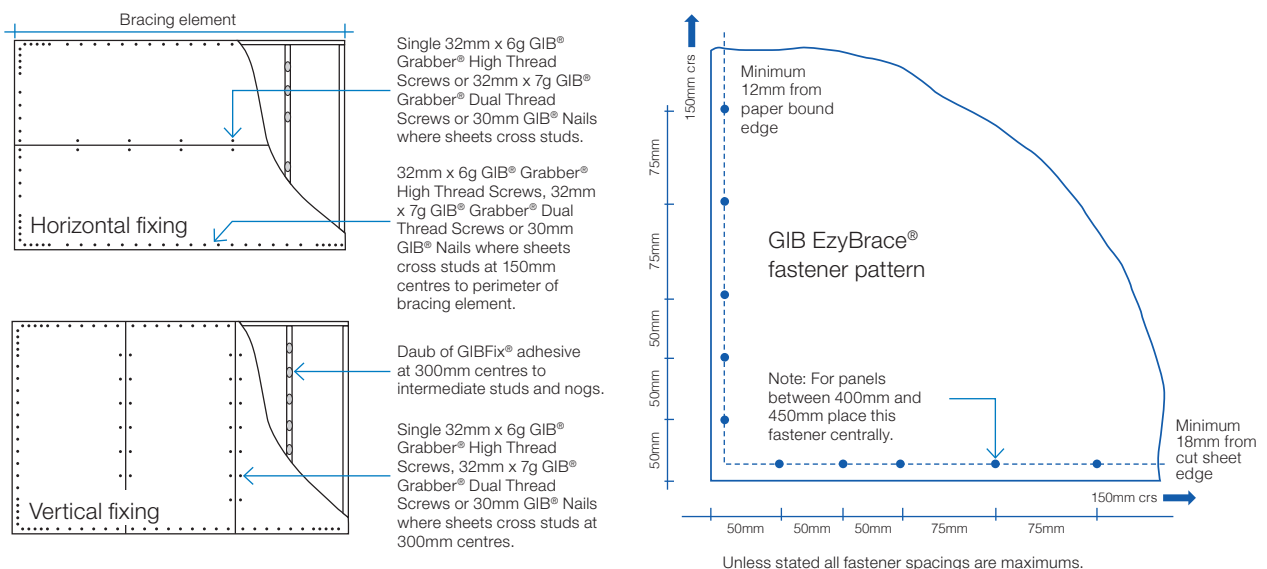 Bracing element
Single 32mm x 6g GIB®
Grabber® High Thread
Screws or 32mm x 7g GIB®
Grabber® Dual Thread
Screws or 30mm GIB® Nails
where sheets cross studs.
32mm x 6g GIB® Grabber®
High Thread Screws, 32mm
x 7g GIB® Grabber® Dual
Thread Screws or 30mm
GIB® Nails where sheets
cross studs at 150mm
centres to perimeter of
bracing element.
Horizontal fixing
Daub of GIBFix® adhesive
at 300mm centres to
intermediate studs and nogs.
Single 32mm x 6g GIB®
Grabber® High Thread
Screws, 32mm x 7g GIB®
Grabber® Dual Thread
Screws or 30mm GIB® Nails
where sheets cross studs at
300mm centres.
Vertical fixing
150mm crs
75mm
75mm
50mm
50mm
50mm
Minimum
12mm from
paper bound
edge
GIB EzyBrace®
fastener pattern
Note: For panels
between 400mm and
450mm place this
fastener centrally.
Minimum
18mm from
cut sheet
edge
150mm crs
50mm
50mm
50mm
75mm
75mm
Unless stated all fastener spacings are maximums.